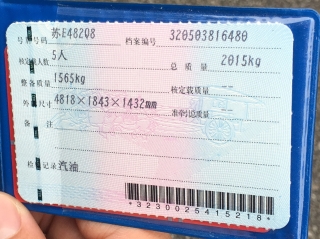 号牌号码 苏E482Q8 档案编号 320503816480
核定载人数 5人 总质量 2015kg
整备质量 1565kg 核定载质量 --
外廓尺寸 4818×1843×1432mm 准牵引总质量 --
备注
检验记录 汽油
*3230025415218*